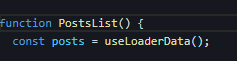 function PostsList() {
const posts = useLoaderData();